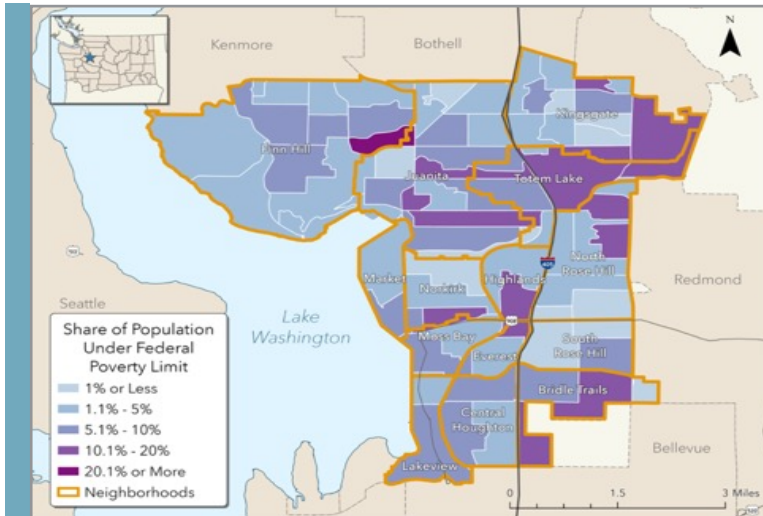 Kenmore
Bothell
N
Kingsgate
Finn Hill
Juanita
Totem Lake
North
Rose Hill
Redmond
Market
Highlands
Norkirk
Seattle
Lake
Washington
Moss Bay
Everest
South
Rose Hill
Bridle Trails
Central
Houghton
Lakeview
Bellevue
Share of Population
Under Federal
Poverty Limit
1% or Less
1.1% - 5%
5.1% - 10%
10.1% - 20%
20.1% or More
Neighborhoods
0 1.5 3 Miles